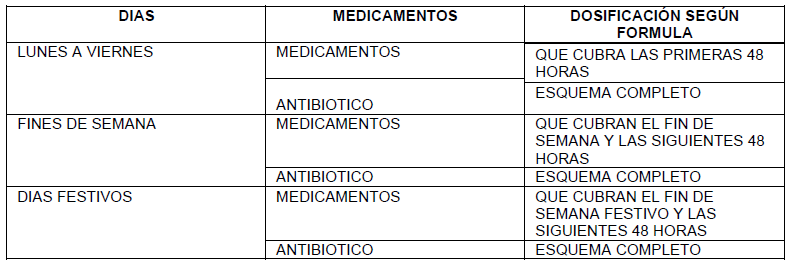 DIAS MEDICAMENTOS DOSIFICACIÓN SEGÚN
FORMULA
LUNES A VIERNES MEDICAMENTOS QUE CUBRA LAS PRIMERAS 48
HORAS
ANTIBIOTICO ESQUEMA COMPLETO
FINES DE SEMANA MEDICAMENTOS QUE CUBRAN EL FIN DE
SEMANA Y LAS SIGUIENTES 48
HORAS
ANTIBIOTICO ESQUEMA COMPLETO
DIAS FESTIVOS MEDICAMENTOS QUE CUBRAN EL FIN DE
SEMANA FESTIVO Y LAS
SIGUIENTES 48 HORAS
ANTIBIOTICO ESQUEMA COMPLETO